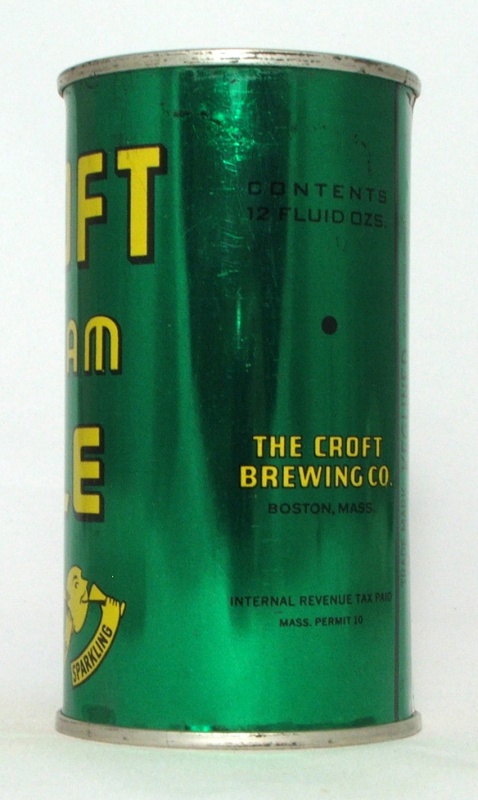 OFT
AM
LE
SPARKLING
CONTENTS
12 FLUID OZS.
THE CROFT
BREWING CO.
BOSTON, MASS.
INTERNAL REVENUE TAX PAID
MASS. PERMIT 10